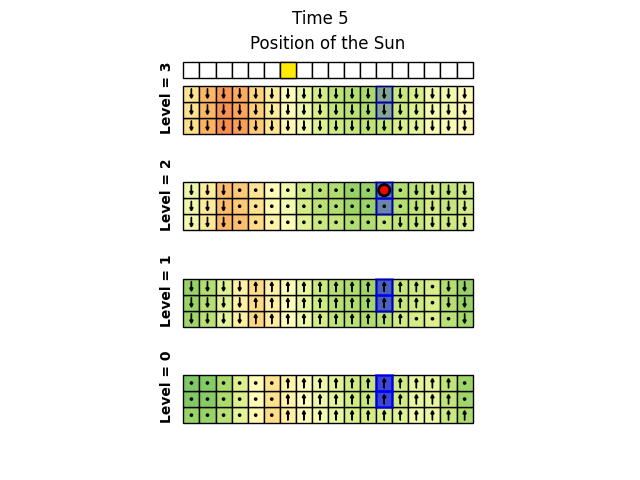 Time 5
Position of the Sun
Level = 3
Level = 2
Level = 1
Level = 0